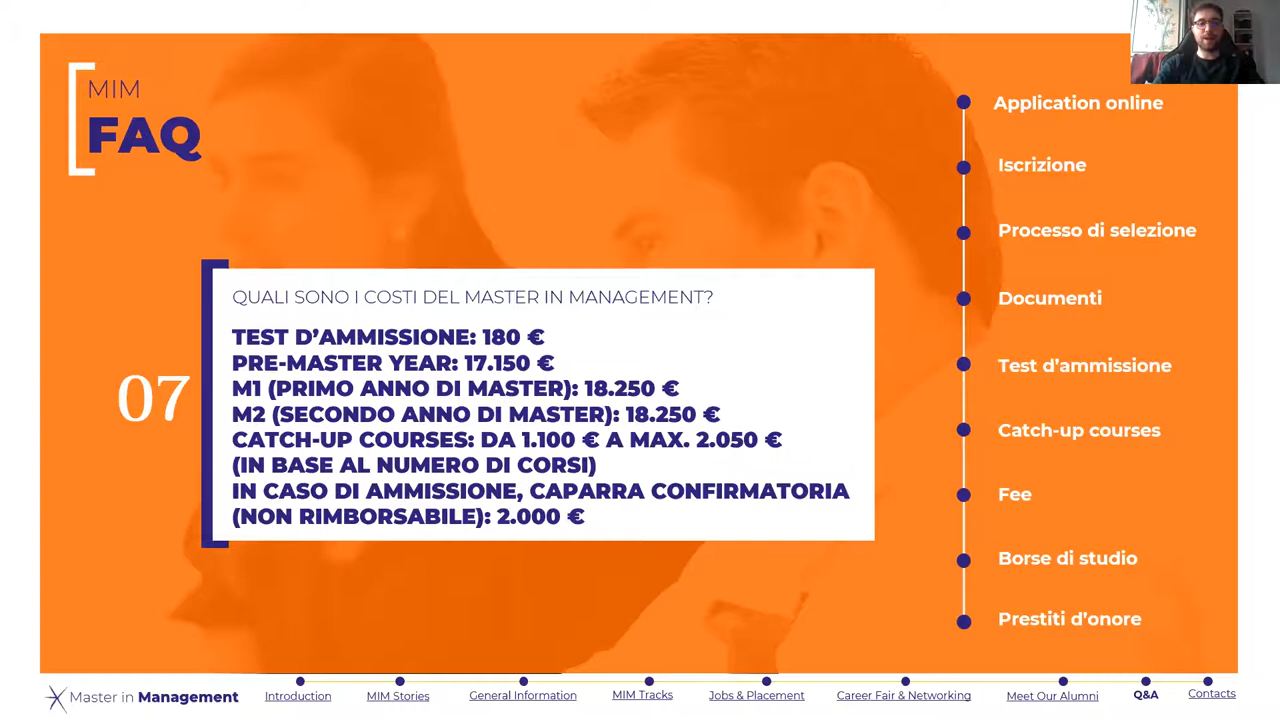 MIM
FAQ
07
QUALI SONO I COSTI DEL MASTER IN MANAGEMENT?
TEST D’AMMISSIONE: 180 €
PRE-MASTER YEAR: 17.150 €
M1 (PRIMO ANNO DI MASTER): 18.250 €
M2 (SECONDO ANNO DI MASTER): 18.250 €
CATCH-UP COURSES: DA 1.100 € A MAX. 2.050 €
(IN BASE AL NUMERO DI CORSI)
IN CASO DI AMMISSIONE, CAPARRA CONFIRMATORIA
(NON RIMBORSABILE): 2.000 €
Application online
Iscrizione
Processo di selezione
Documenti
Test d’ammissione
Catch-up courses
Fee
Borse di studio
Prestiti d’onore
Master in Management
Introduction
MIM Stories
General Information
MIM Tracks
Jobs & Placement
Career Fair & Networking
Meet Our Alumni
Q&A
Contacts